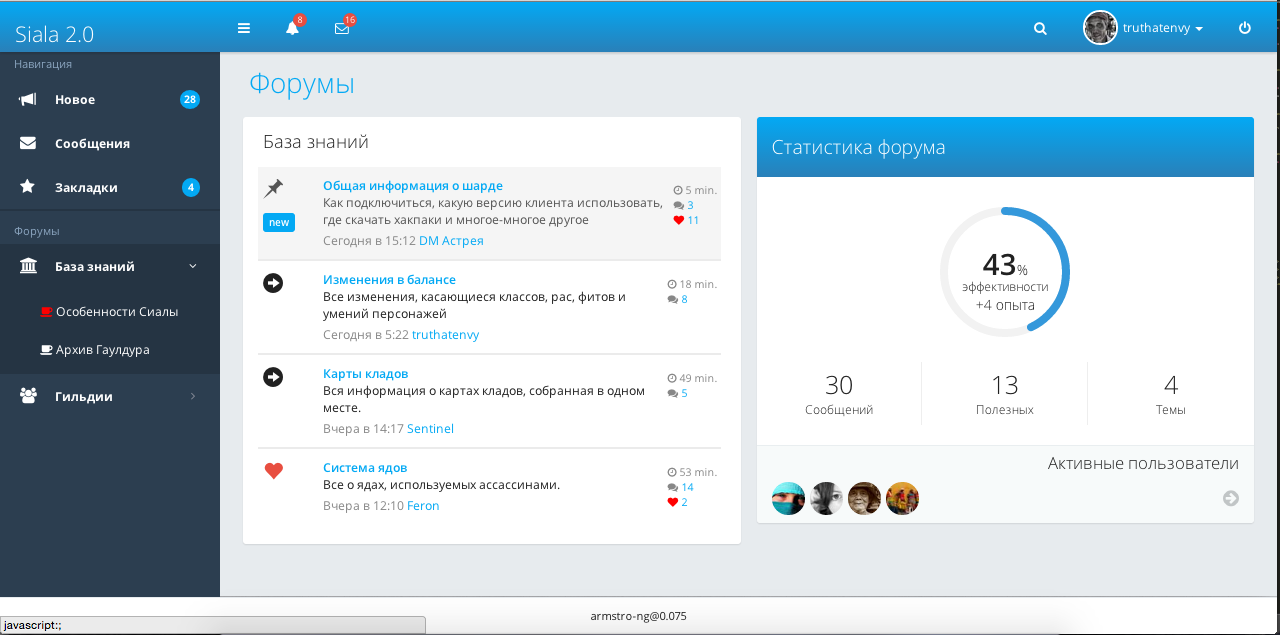 Siala 2.0
8
16
truthatenvy
Навигация
Новое
28
Сообщения
Закладки
4
Форумы
База знаний
Особенности Сиалы
Архив Гаулдура
Гильдии
Форумы
База знаний
Общая информация о шарде
Как подключиться, какую версию клиента использовать,
где скачать хакпаки и многое-многое другое
Сегодня в 15:12 DM Астрея
new
5 min.
3
11
Изменения в балансе
Все изменения, касающиеся классов, рас, фитов и
умений персонажей
Сегодня в 5:22 truthatenvy
18 min.
8
Карты кладов
Вся информация о картах кладов, собранная в одном
месте.
Вчера в 14:17 Sentinel
49 min.
5
Система ядов
Все о ядах, используемых ассассинами.
Вчера в 12:10 Feron
53 min.
14
2
Статистика форума
43%
эффективности
+4 опыта
30
Сообщений
13
Полезных
4
Темы
Активные пользователи
armstro-ng@0.075
javascript:;